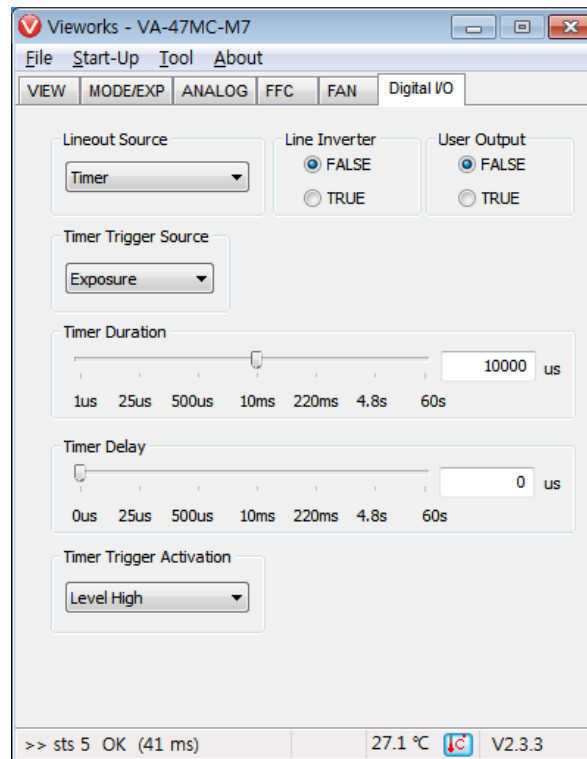 Vieworks - VA-47MC-M7
File Start-Up Tool About
VIEW MODE/EXP ANALOG FFC FAN Digital I/O
Lineout Source
Timer
Line Inverter
FALSE
TRUE
User Output
FALSE
TRUE
Timer Trigger Source
Exposure
Timer Duration
10000 us
1us 25us 500us 10ms 220ms 4.8s 60s
Timer Delay
0 us
0us 25us 500us 10ms 220ms 4.8s 60s
Timer Trigger Activation
Level High
>> sts 5 OK (41 ms) 27.1 ℃ C V2.3.3